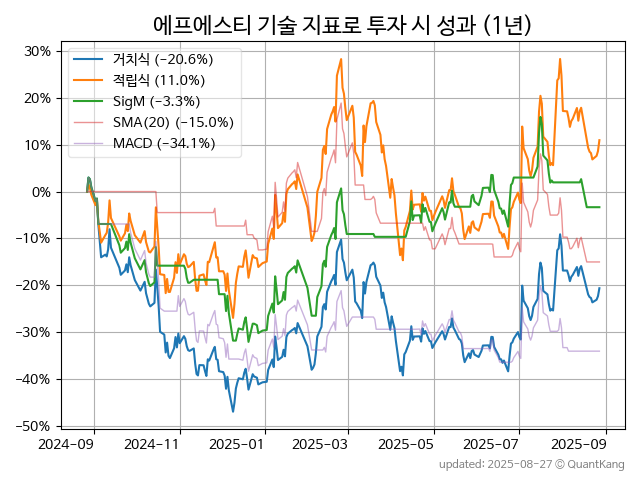 에프에스티 기술 지표로 투자 시 성과 (1년)
거치식 (−20.6%)
적립식 (11.0%)
SigM (−3.3%)
SMA(20) (−15.0%)
MACD (−34.1%)
30%
20%
10%
0%
−10%
−20%
−30%
−40%
−50%
2024-09 2024-11 2025-01 2025-03 2025-05 2025-07 2025-09
updated: 2025-08-27 © QuantKang